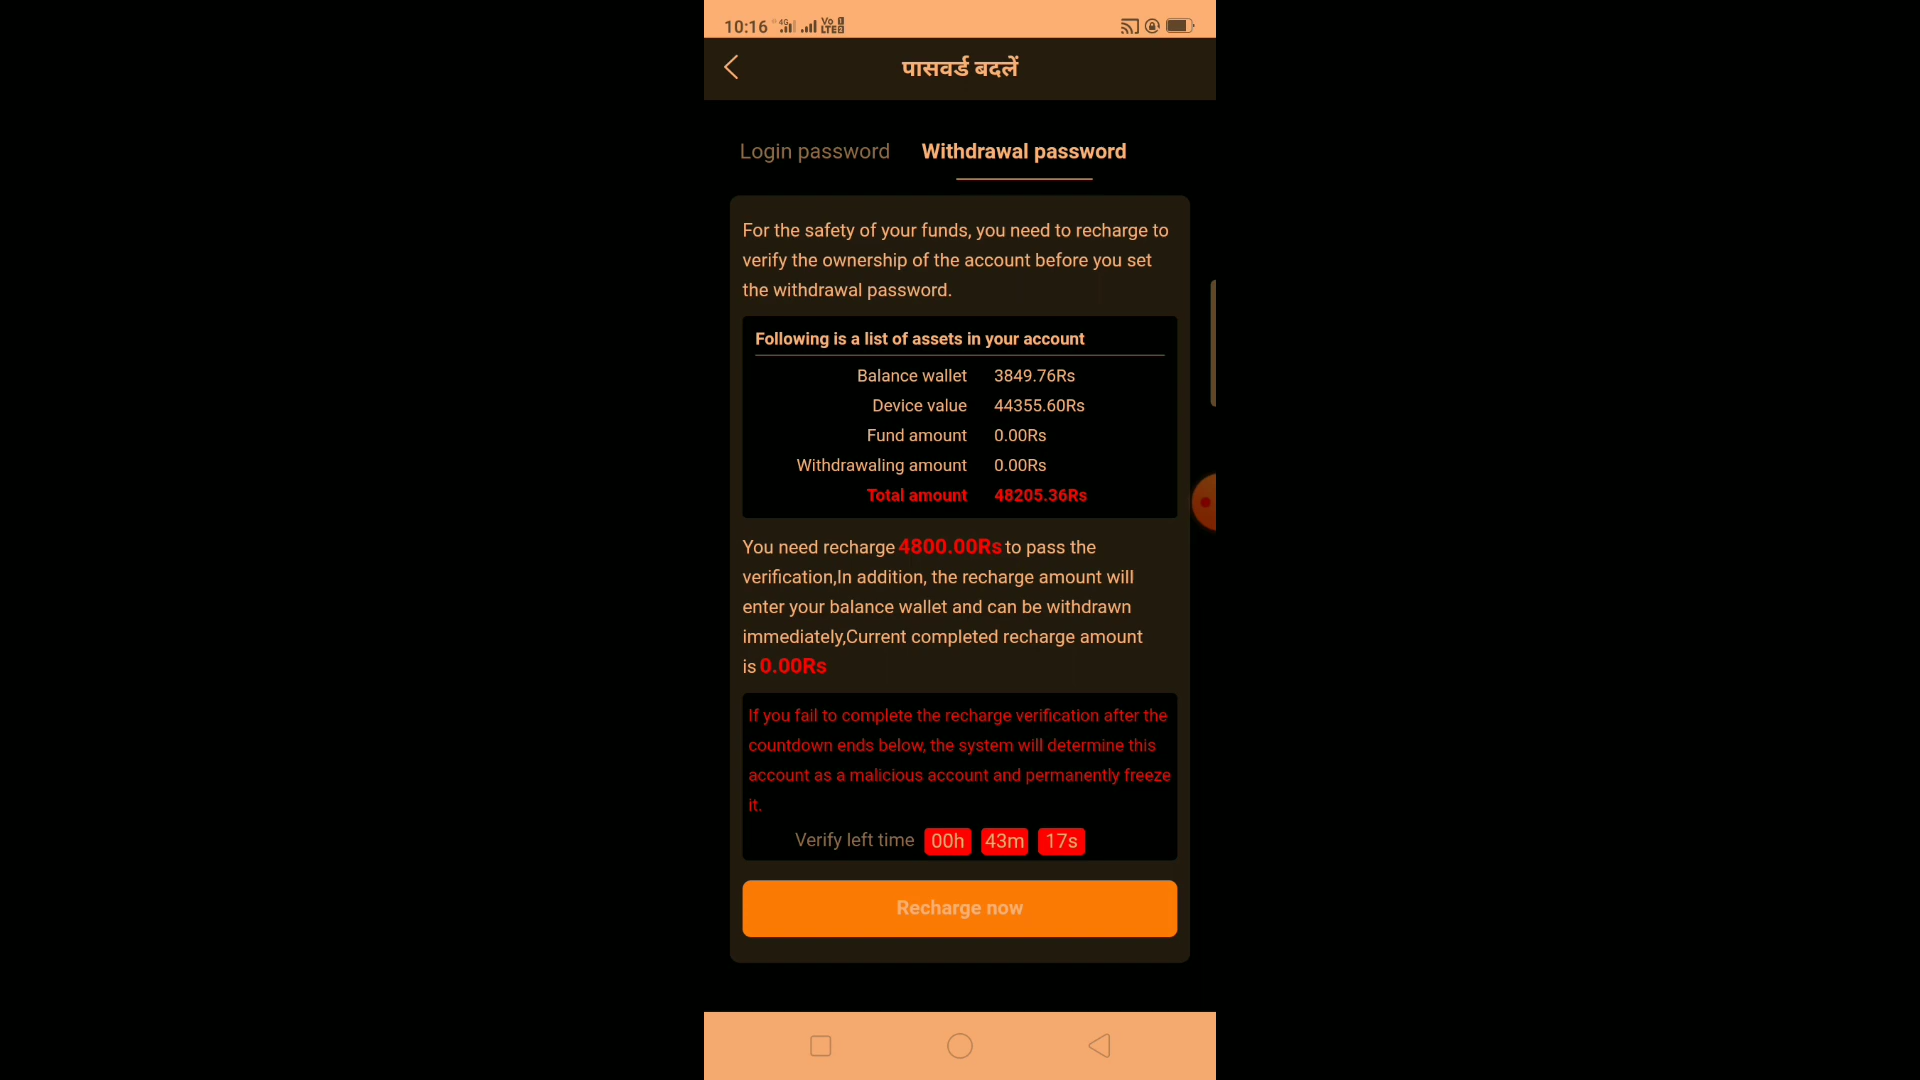 10:16 4G Vo 1 LTE 2
पासवर्ड बदलें
Login password Withdrawal password
For the safety of your funds, you need to recharge to
verify the ownership of the account before you set
the withdrawal password.
Following is a list of assets in your account
Balance wallet 3849.76Rs
Device value 44355.60Rs
Fund amount 0.00Rs
Withdrawaling amount 0.00Rs
Total amount 48205.36Rs
You need recharge 4800.00Rs to pass the
verification,In addition, the recharge amount will
enter your balance wallet and can be withdrawn
immediately,Current completed recharge amount
is 0.00Rs
If you fail to complete the recharge verification after the
countdown ends below, the system will determine this
account as a malicious account and permanently freeze
it.
Verify left time 00h 43m 17s
Recharge now